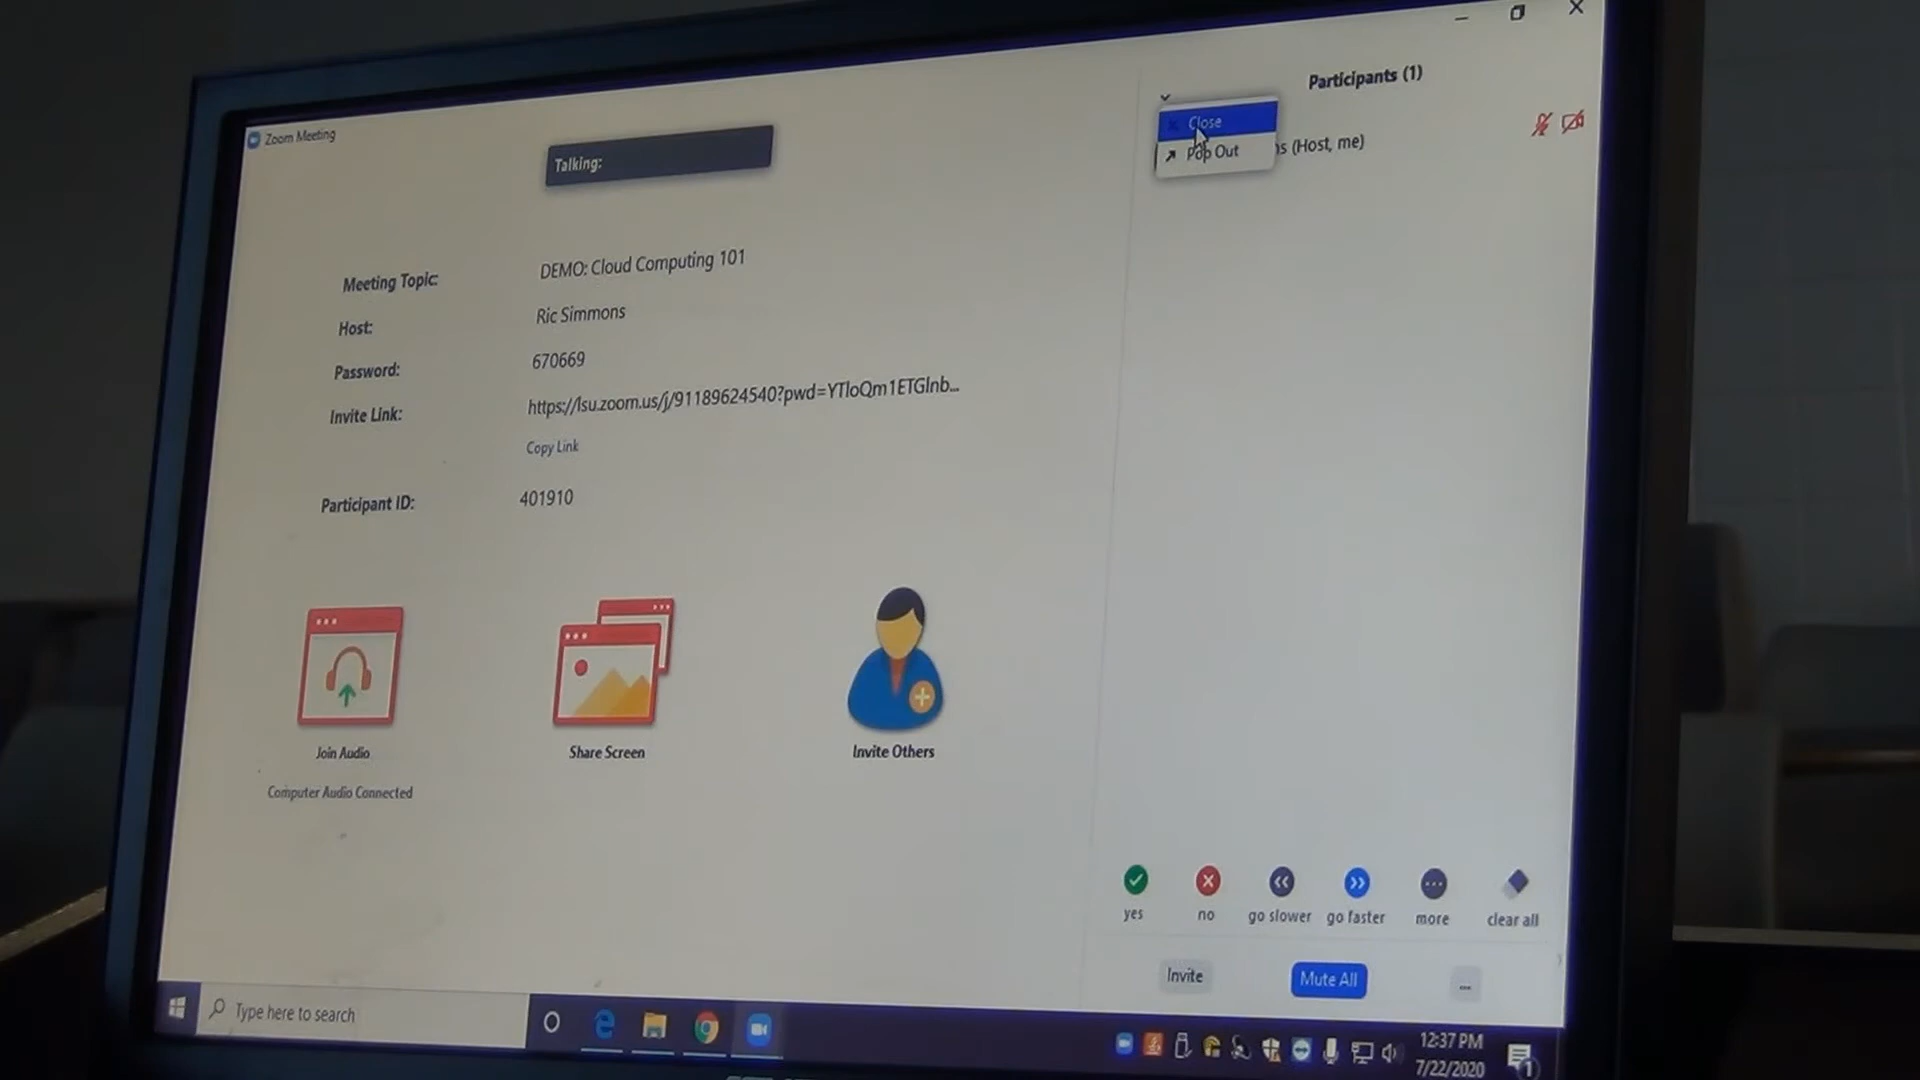 Zoom Meeting
Talking:
Meeting Topic: DEMO: Cloud Computing 101
Host: Ric Simmons
Password: 670669
Invite Link: https://lsu.zoom.us/j/91189624540?pwd=YTloQm1ETGlnb...
Copy Link
Participant ID: 401910
Join Audio
Computer Audio Connected
Share Screen
Invite Others
Participants (1)
Close
Pop Out
ns (Host, me)
yes
no
go slower
go faster
more
clear all
Invite
Mute All
...
Type here to search
12:37 PM
7/22/2020
1